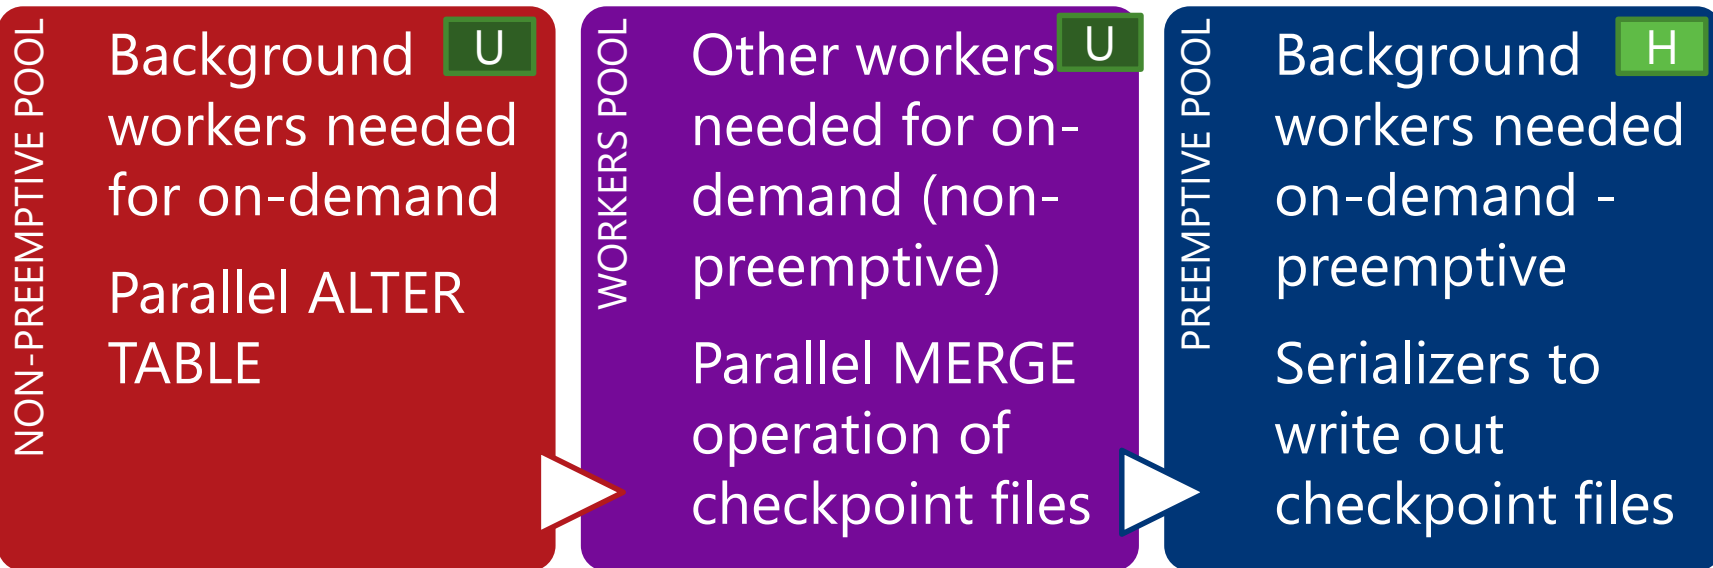 NON-PREEMPTIVE POOL
Background
U
workers needed
for on-demand
Parallel ALTER
TABLE
WORKERS POOL
Other workers
U
needed for on-
demand (non-
preemptive)
Parallel MERGE
operation of
checkpoint files
PREEMPTIVE POOL
Background
H
workers needed
on-demand -
preemptive
Serializers to
write out
checkpoint files